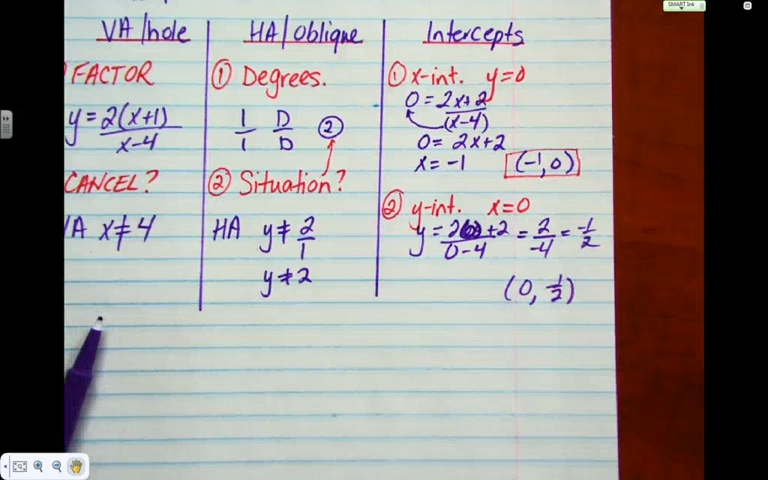 VA/hole
FACTOR
y = 2(x+1)
x-4
CANCEL?
VA x ≠ 4
HA/Oblique
① Degrees.
1 D ②
1 D
② Situation?
HA y ≠ 2
1
y ≠ 2
Intercepts
① x-int. y=0
0 = 2x+2
(x-4)
0 = 2x+2
x = -1 (-1,0)
② y-int. x=0
y = 2(0)+2 = 2 = -1
0-4 -4 2
(0, -1/2)
SMART Ink